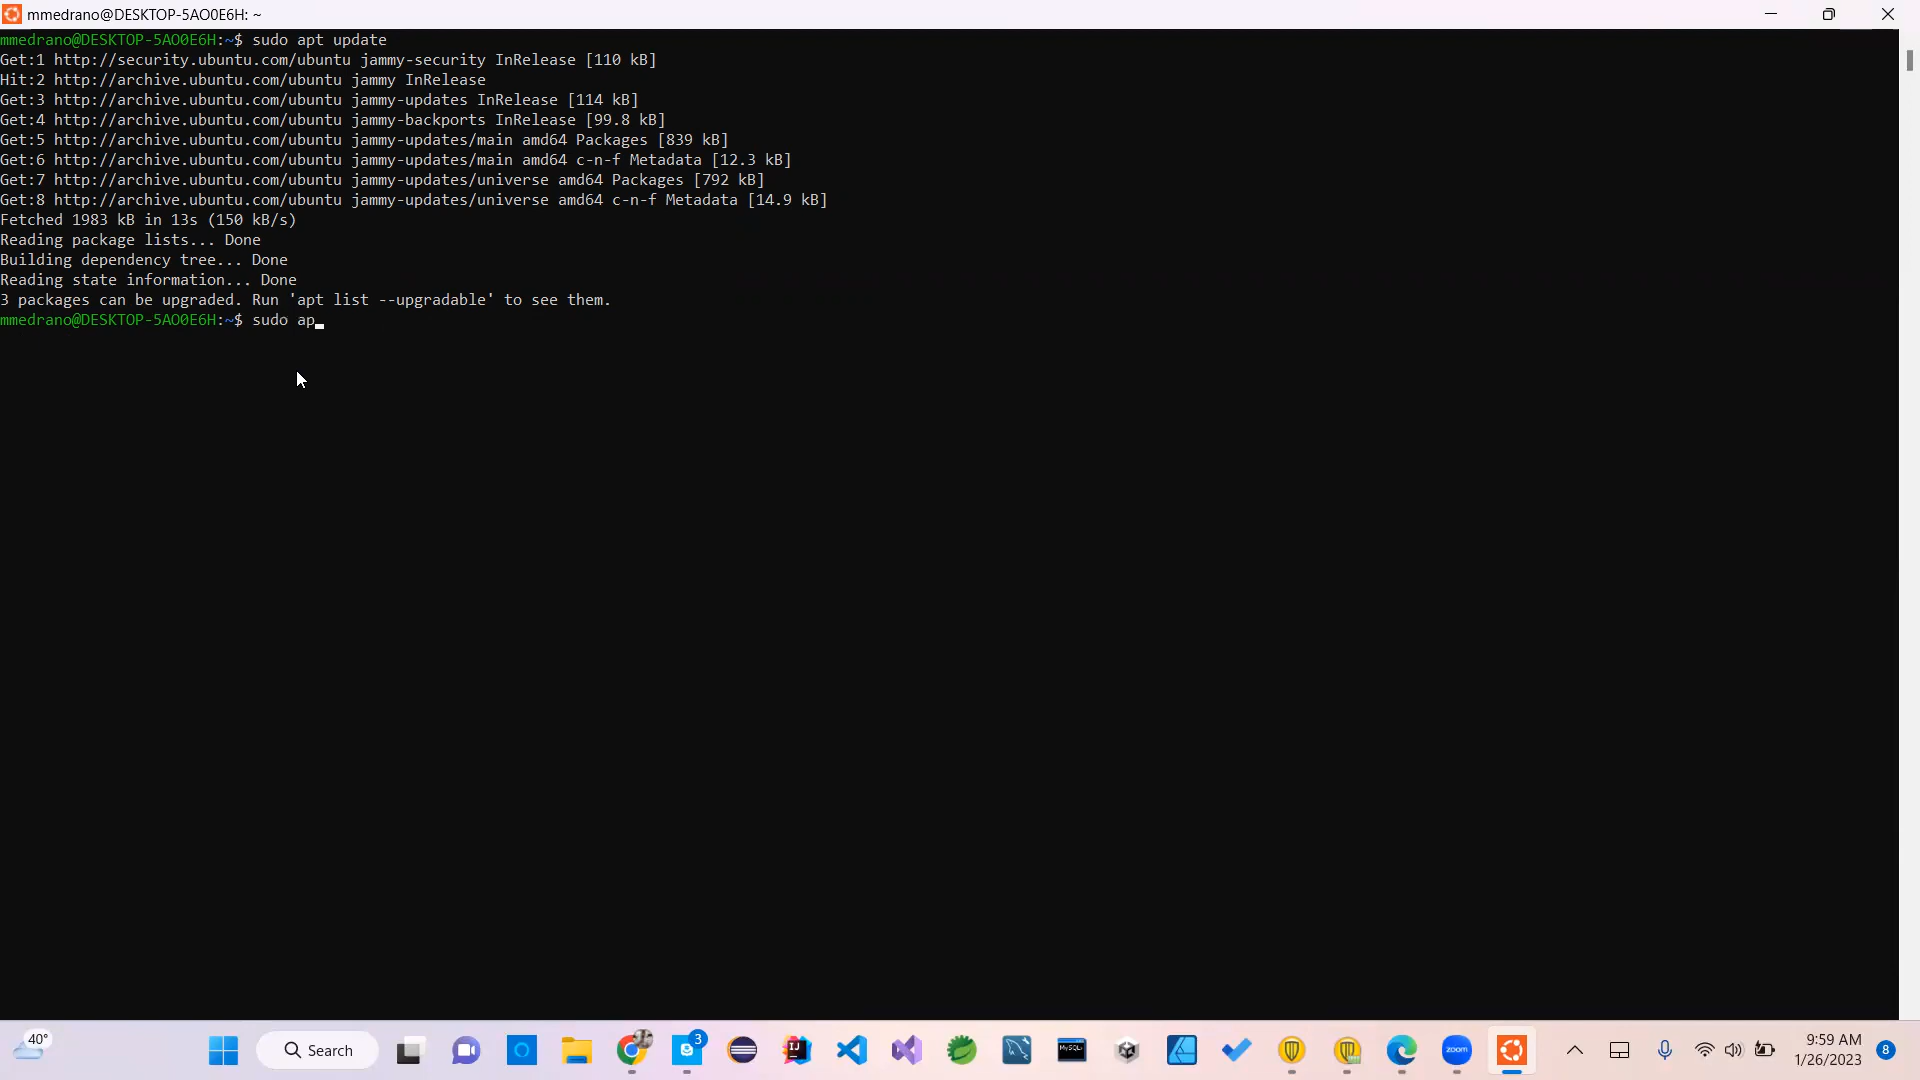 mmedrano@DESKTOP-5AO0E6H: ~
mmedrano@DESKTOP-5AO0E6H:~$ sudo apt update
Get:1 http://security.ubuntu.com/ubuntu jammy-security InRelease [110 kB]
Hit:2 http://archive.ubuntu.com/ubuntu jammy InRelease
Get:3 http://archive.ubuntu.com/ubuntu jammy-updates InRelease [114 kB]
Get:4 http://archive.ubuntu.com/ubuntu jammy-backports InRelease [99.8 kB]
Get:5 http://archive.ubuntu.com/ubuntu jammy-updates/main amd64 Packages [839 kB]
Get:6 http://archive.ubuntu.com/ubuntu jammy-updates/main amd64 c-n-f Metadata [12.3 kB]
Get:7 http://archive.ubuntu.com/ubuntu jammy-updates/universe amd64 Packages [792 kB]
Get:8 http://archive.ubuntu.com/ubuntu jammy-updates/universe amd64 c-n-f Metadata [14.9 kB]
Fetched 1983 kB in 13s (150 kB/s)
Reading package lists... Done
Building dependency tree... Done
Reading state information... Done
3 packages can be upgraded. Run 'apt list --upgradable' to see them.
mmedrano@DESKTOP-5AO0E6H:~$ sudo ap
40°
Search
3
IJ
MySQL
zoom
9:59 AM
1/26/2023
8